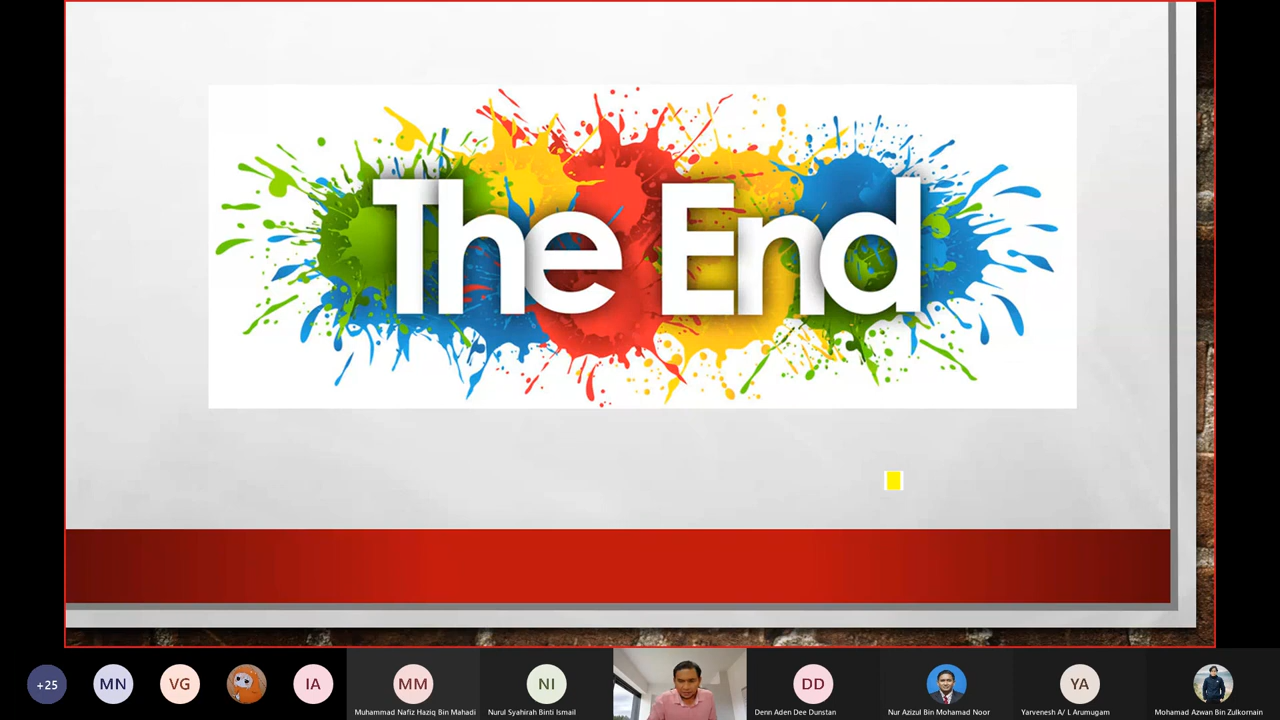 The End
+25
MN
VG
IA
MM
NI
DD
YA
Muhammad Nafiz Haziq Bin Mahadi
Nurul Syahirah Binti Ismail
Denn Aden Dee Dunstan
Nur Azizul Bin Mohamad Noor
Yarvenesh A/ L Arumugam
Mohamad Azwan Bin Zulkornain